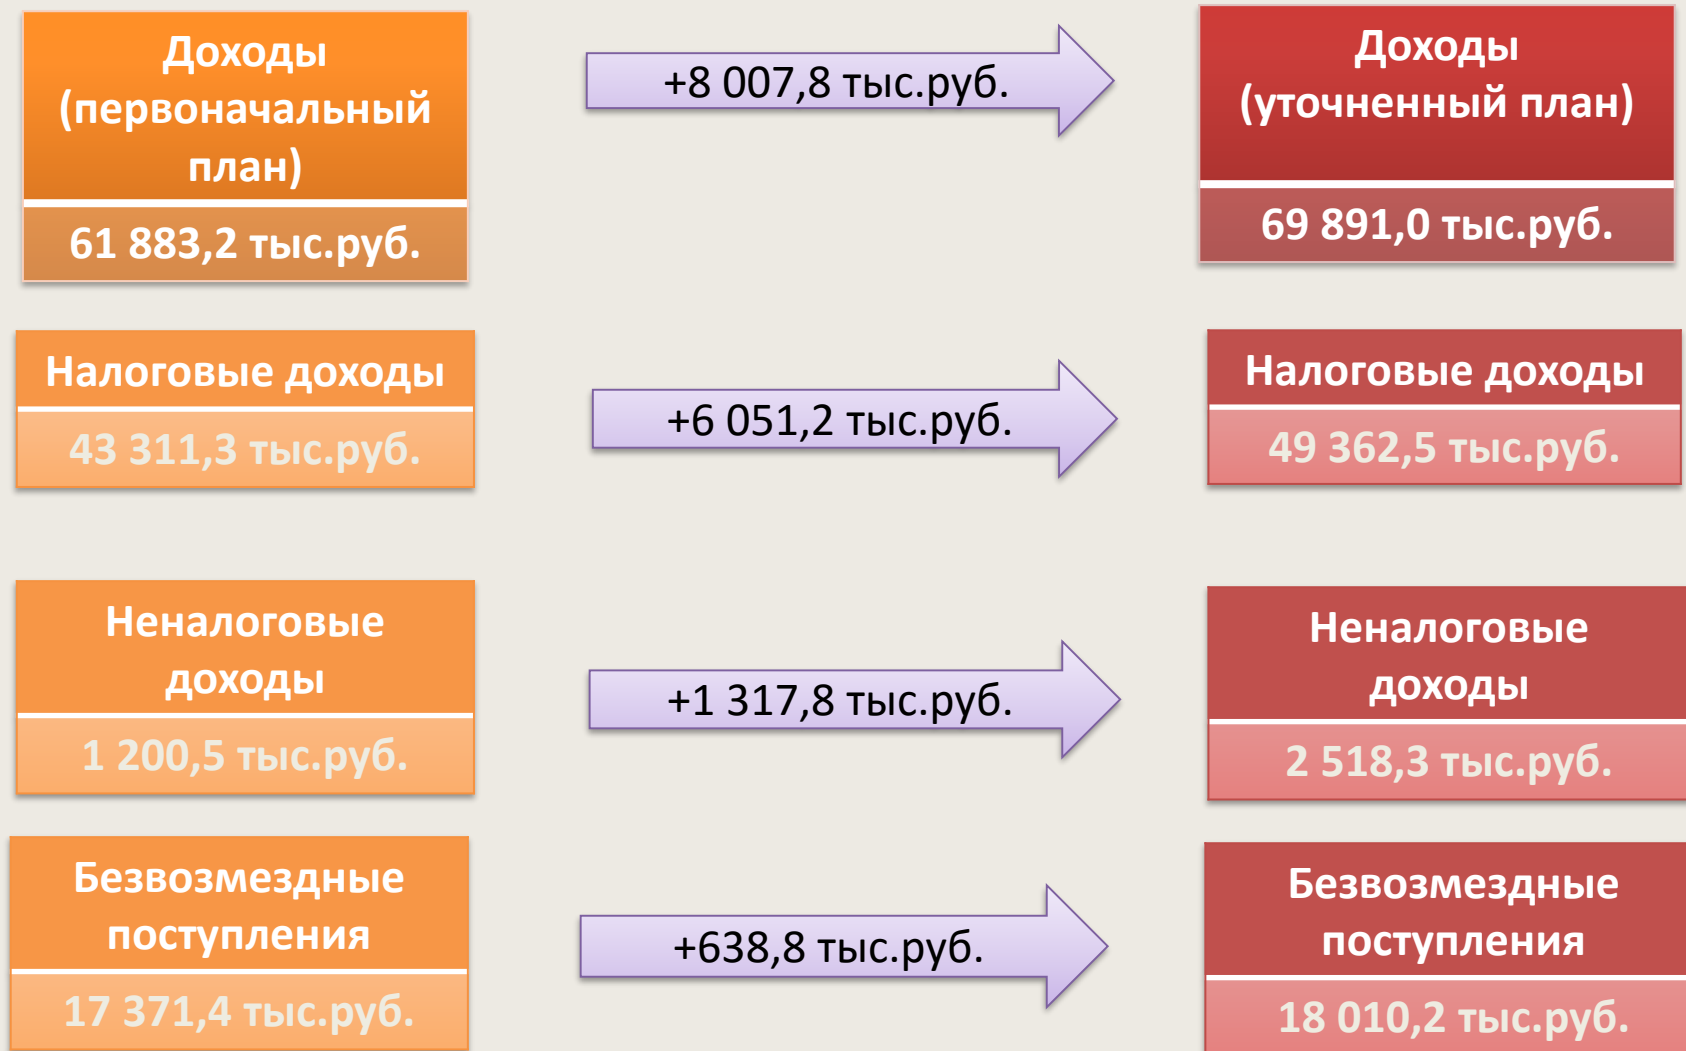 Доходы
(первоначальный
план)
61 883,2 тыс.руб.
+8 007,8 тыс.руб.
Доходы
(уточненный план)
69 891,0 тыс.руб.
Налоговые доходы
43 311,3 тыс.руб.
+6 051,2 тыс.руб.
Налоговые доходы
49 362,5 тыс.руб.
Неналоговые
доходы
1 200,5 тыс.руб.
+1 317,8 тыс.руб.
Неналоговые
доходы
2 518,3 тыс.руб.
Безвозмездные
поступления
17 371,4 тыс.руб.
+638,8 тыс.руб.
Безвозмездные
поступления
18 010,2 тыс.руб.